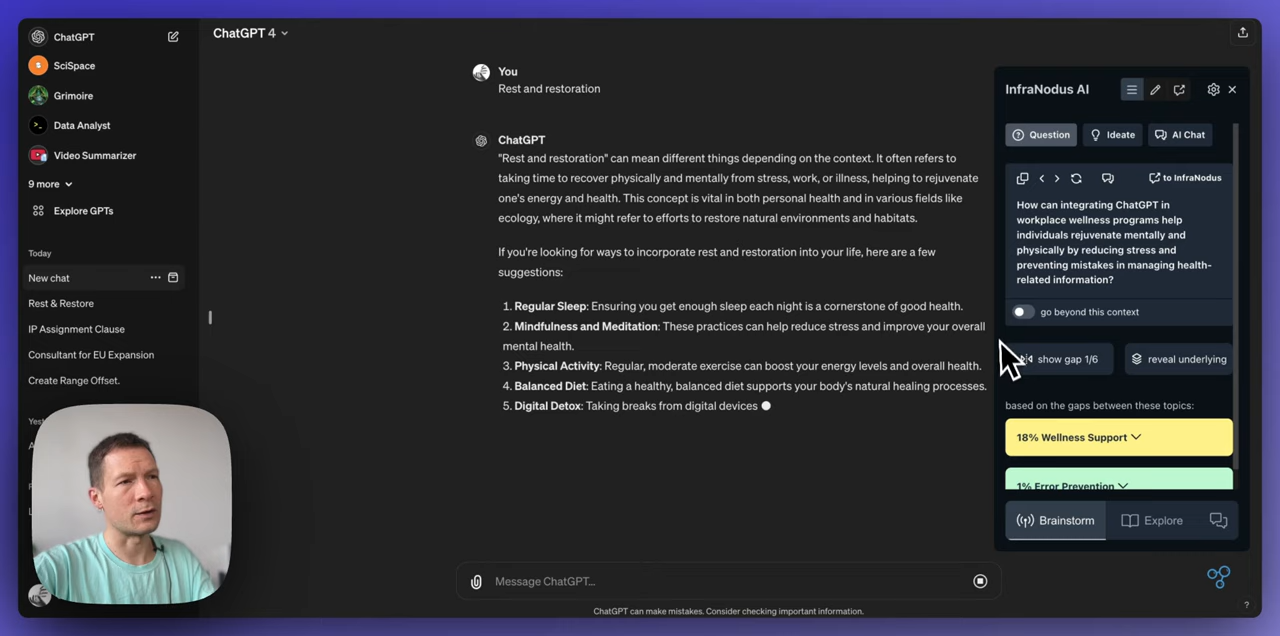 ChatGPT
SciSpace
Grimoire
Data Analyst
Video Summarizer
9 more
Explore GPTs
Today
New chat
Rest & Restore
IP Assignment Clause
Consultant for EU Expansion
Create Range Offset.
ChatGPT 4
You
Rest and restoration
ChatGPT
"Rest and restoration" can mean different things depending on the context. It often refers to
taking time to recover physically and mentally from stress, work, or illness, helping to rejuvenate
one's energy and health. This concept is vital in both personal health and in various fields like
ecology, where it might refer to efforts to restore natural environments and habitats.
If you're looking for ways to incorporate rest and restoration into your life, here are a few
suggestions:
1. Regular Sleep: Ensuring you get enough sleep each night is a cornerstone of good health.
2. Mindfulness and Meditation: These practices can help reduce stress and improve your overall
mental health.
3. Physical Activity: Regular, moderate exercise can boost your energy levels and overall health.
4. Balanced Diet: Eating a healthy, balanced diet supports your body's natural healing processes.
5. Digital Detox: Taking breaks from digital devices
Message ChatGPT...
ChatGPT can make mistakes. Consider checking important information.
InfraNodus AI
Question
Ideate
AI Chat
to InfraNodus
How can integrating ChatGPT in
workplace wellness programs help
individuals rejuvenate mentally and
physically by reducing stress and
preventing mistakes in managing health-
related information?
go beyond this context
show gap 1/6
reveal underlying
based on the gaps between these topics:
18% Wellness Support
1% Error Prevention
Brainstorm
Explore
?